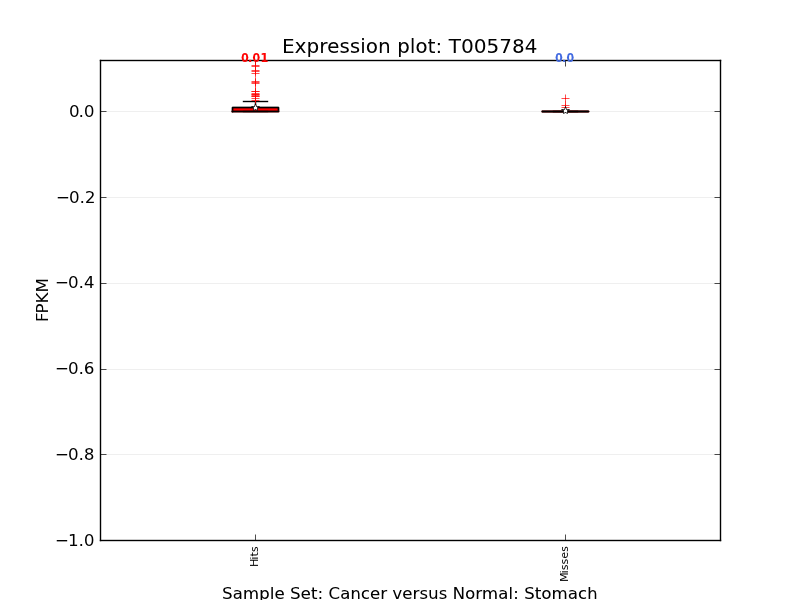 Expression plot: T005784
0.01
0.0
0.0
−0.2
−0.4
−0.6
−0.8
−1.0
FPKM
Hits
Misses
Sample Set: Cancer versus Normal: Stomach